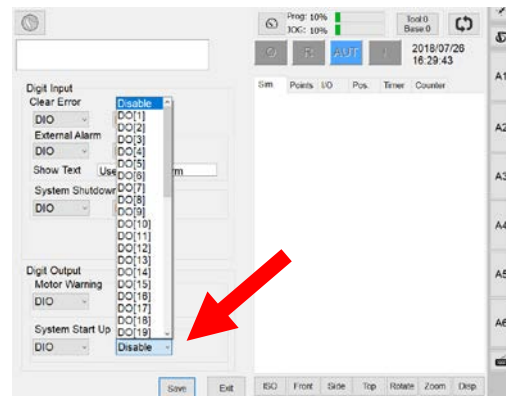 Prog: 10%
JOG: 10%
Tool 0
Base 0
O R AUT I
2018/07/26
16:29:43
Sim Points I/O Pos. Timer Counter
Digit Input
Clear Error
DIO
External Alarm
DIO
Show Text Use rm
System Shutdown
DIO
Disable
DO[1]
DO[2]
DO[3]
DO[4]
DO[5]
DO[6]
DO[7]
DO[8]
DO[9]
DO[10]
DO[11]
DO[12]
DO[13]
DO[14]
DO[15]
DO[16]
DO[17]
DO[18]
DO[19]
Digit Output
Motor Warning
DIO
System Start Up
DIO Disable
Save Exit
ISO Front Side Top Rotate Zoom Disp.
A1
A2
A3
A4
A5
A6